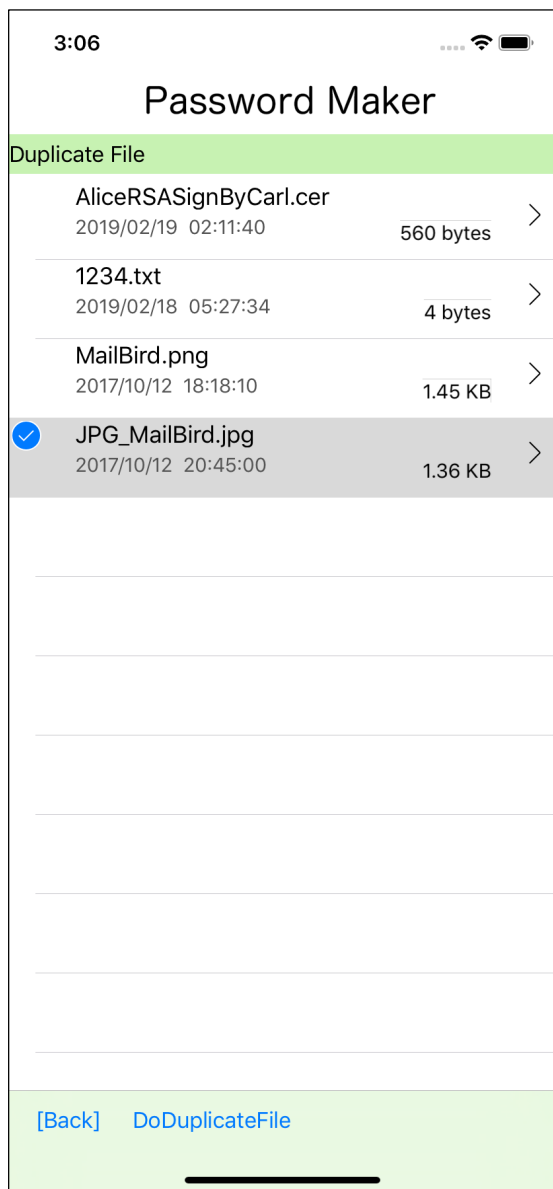 3:06
Password Maker
Duplicate File
AliceRSASignByCarl.cer
2019/02/19 02:11:40
560 bytes
1234.txt
2019/02/18 05:27:34
4 bytes
MailBird.png
2017/10/12 18:18:10
1.45 KB
JPG_MailBird.jpg
2017/10/12 20:45:00
1.36 KB
[Back] DoDuplicateFile